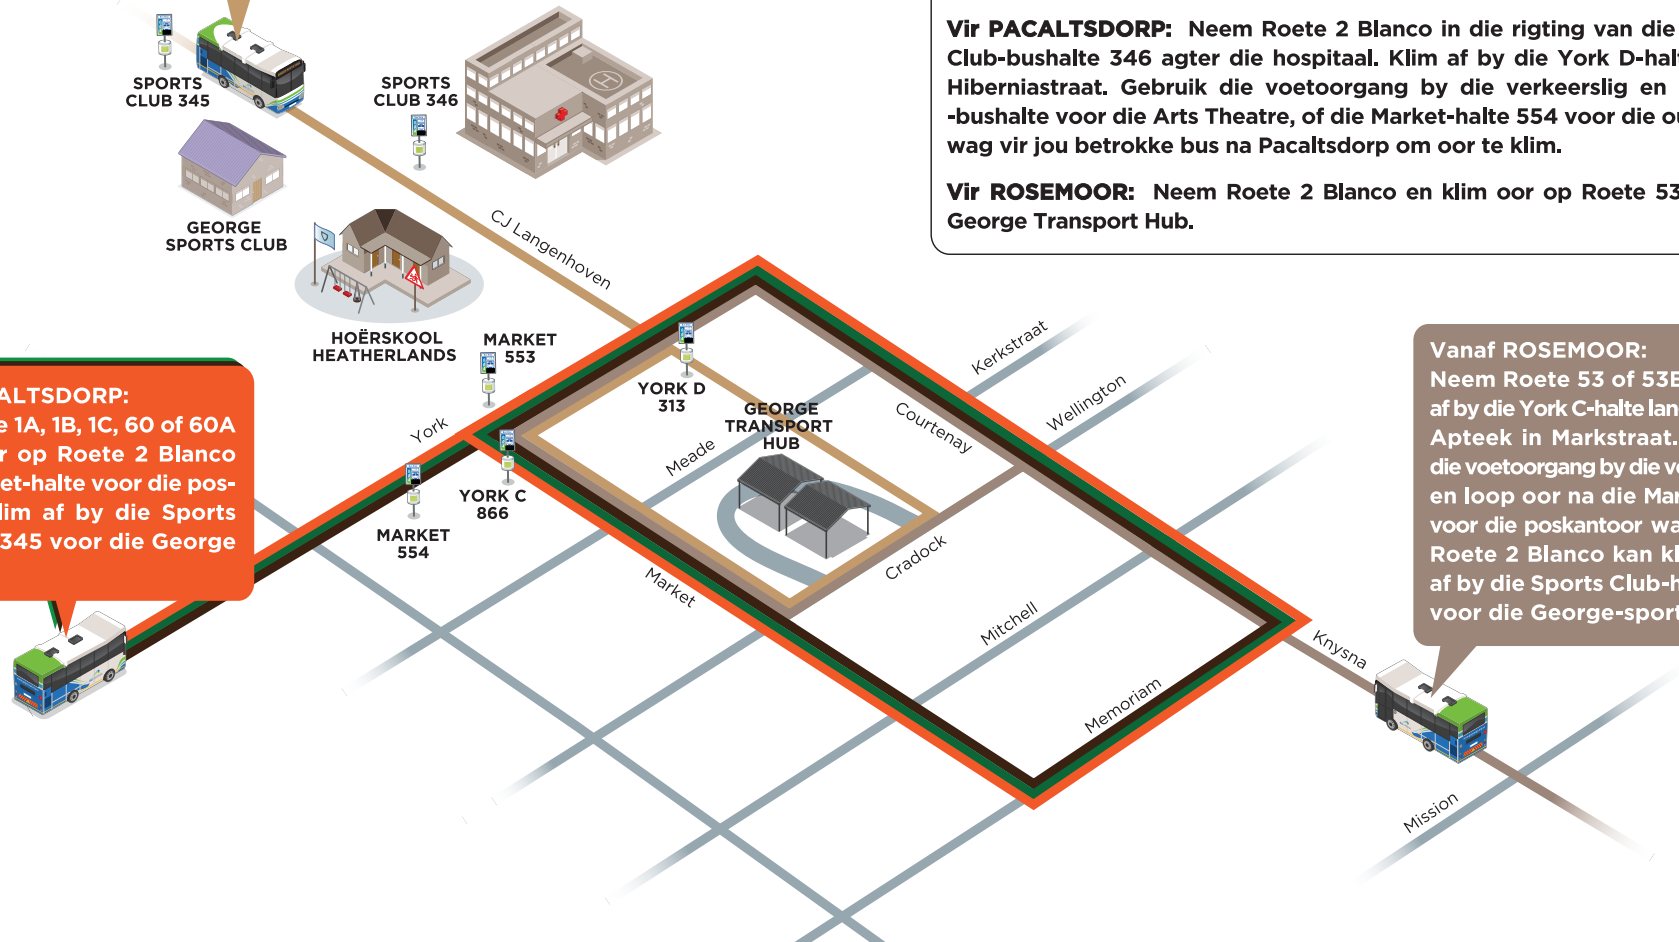 Vir PACALTSDORP: Neem Roete 2 Blanco in die rigting van die
Club-bushalte 346 agter die hospitaal. Klim af by die York D-halt
Hiberniastraat. Gebruik die voetoorgang by die verkeerslig en
-bushalte voor die Arts Theatre, of die Market-halte 554 voor die ou
wag vir jou betrokke bus na Pacaltsdorp om oor te klim.
Vir ROSEMOOR: Neem Roete 2 Blanco en klim oor op Roete 53
George Transport Hub.
SPORTS
CLUB 345
SPORTS
CLUB 346
H
GEORGE
SPORTS CLUB
CJ Langenhoven
HOËRSKOOL
HEATHERLANDS
MARKET
553
YORK D
313
GEORGE
TRANSPORT
HUB
Kerkstraat
Wellington
Courtenay
York
Meade
YORK C
866
MARKET
554
Market
Cradock
Mitchell
Memoriam
Knysna
Mission
ALTSDORP:
e 1A, 1B, 1C, 60 of 60A
r op Roete 2 Blanco
et-halte voor die pos-
lim af by die Sports
345 voor die George
Vanaf ROSEMOOR:
Neem Roete 53 of 53B
af by die York C-halte lan
Apteek in Markstraat.
die voetoorgang by die ve
en loop oor na die Mar
voor die poskantoor wa
Roete 2 Blanco kan kl
af by die Sports Club-h
voor die George-sport